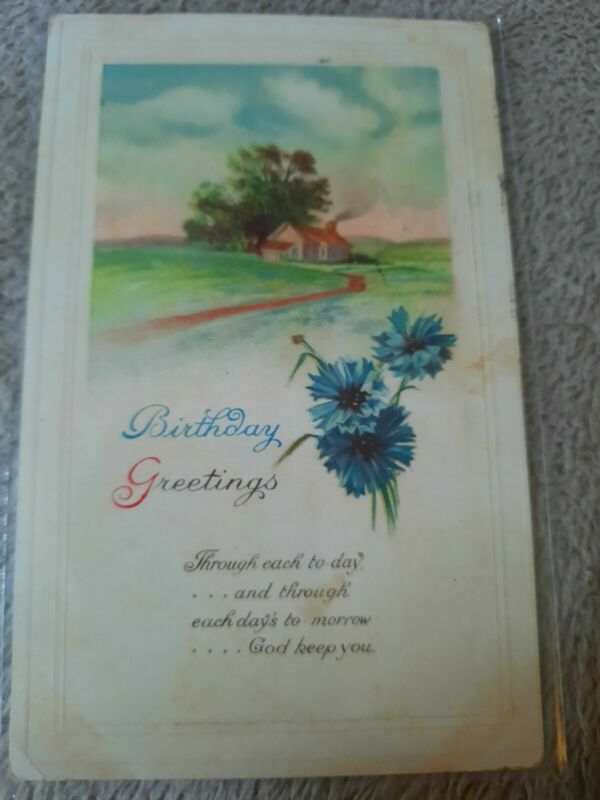 Birthday
Greetings
Through each to day,
. . . and through
each day's to morrow
. . . . God keep you.